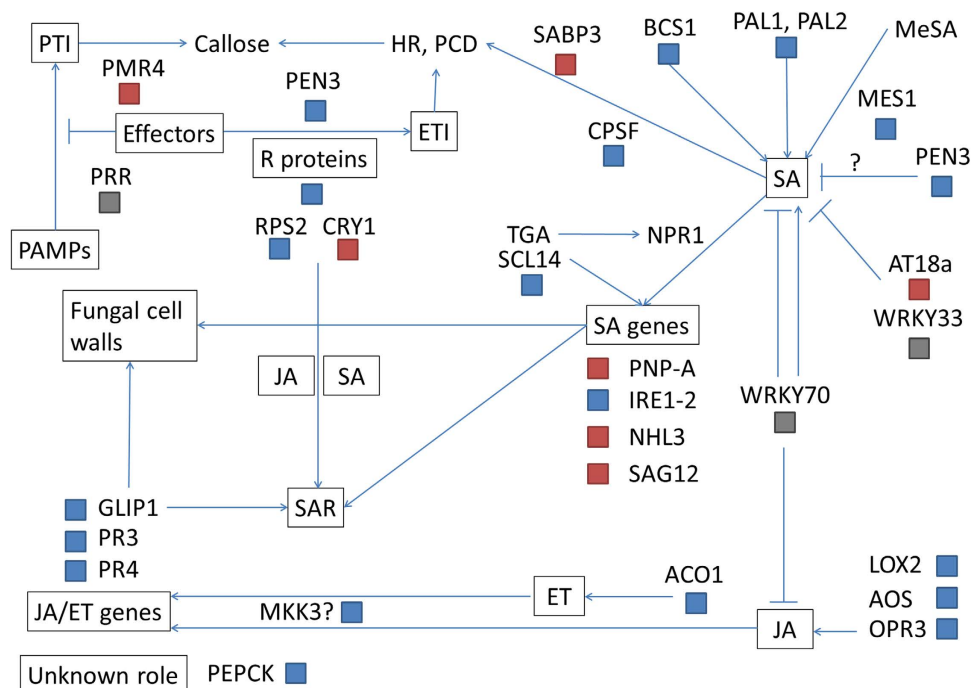 PTI
Callose
HR, PCD
SABP3
BCS1
PAL1, PAL2
MeSA
PMR4
PEN3
MES1
Effectors
ETI
CPSF
R proteins
?
PEN3
SA
PRR
RPS2
CRY1
TGA
NPR1
PAMPs
SCL14
AT18a
Fungal cell
walls
SA genes
WRKY33
JA
SA
PNP-A
IRE1-2
WRKY70
NHL3
SAG12
GLIP1
SAR
PR3
PR4
LOX2
ACO1
ET
AOS
JA/ET genes
MKK3?
JA
OPR3
Unknown role
PEPCK